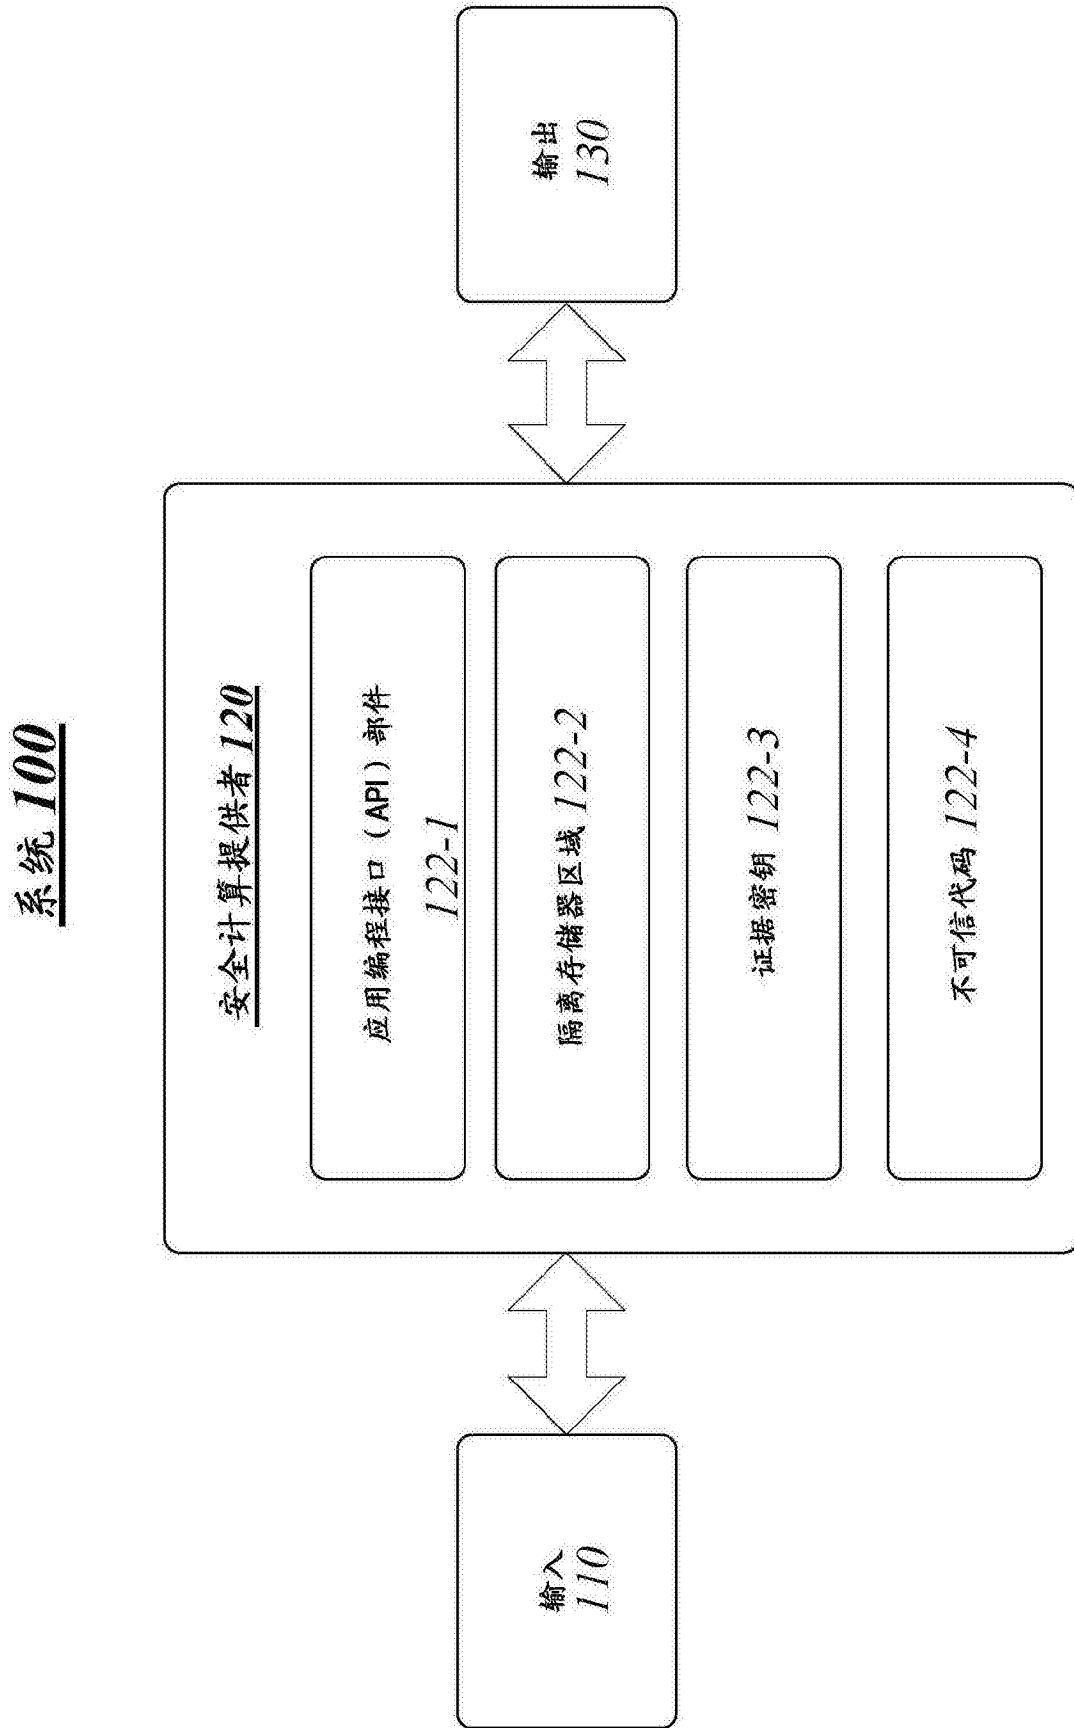 系统 100
安全计算提供者 120
应用编程接口（API）部件
122-1
隔离存储器区域 122-2
证据密钥 122-3
不可信代码 122-4
输入
110
输出
130